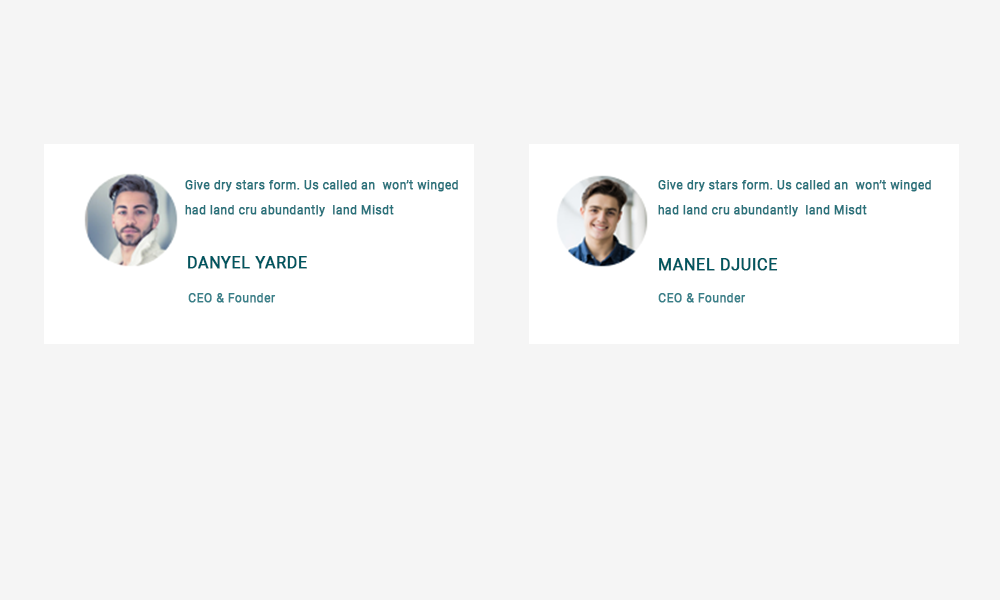 Give dry stars form. Us called an  won't winged
had land cru abundantly  land Misdt
DANYEL YARDE
CEO & Founder
Give dry stars form. Us called an  won't winged
had land cru abundantly  land Misdt
MANEL DJUICE
CEO & Founder